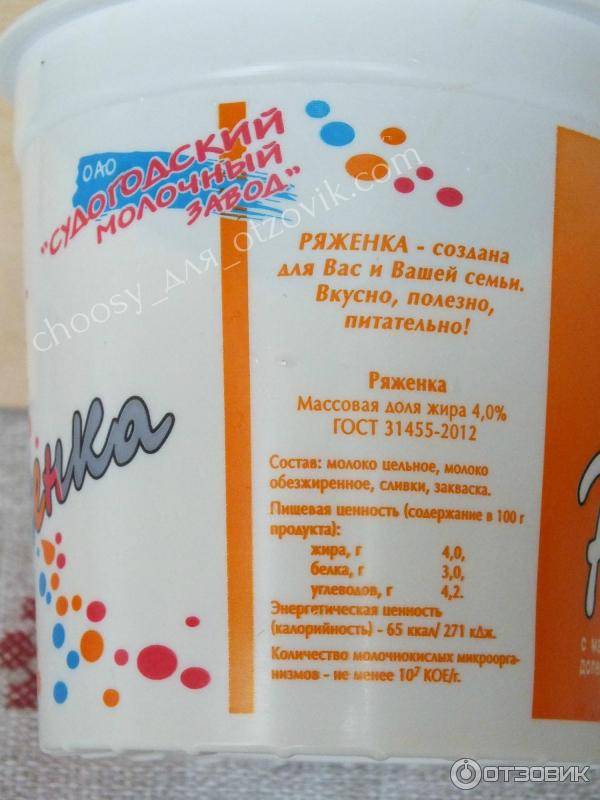 ОАО
"СУДОГОДСКИЙ
МОЛОЧНЫЙ
ЗАВОД"
choosy_для_otzovik.com
РЯЖЕНКА - создана
для Вас и Вашей семьи.
Вкусно, полезно,
питательно!
Ряженка
Массовая доля жира 4,0%
ГОСТ 31455-2012
Состав: молоко цельное, молоко
обезжиренное, сливки, закваска.
Пищевая ценность (содержание в 100 г
продукта):
жира, г 4,0,
белка, г 3,0,
углеводов, г 4,2.
Энергетическая ценность
(калорийность) - 65 ккал/ 271 кДж.
Количество молочнокислых микроорга-
низмов - не менее 10⁷ КОЕ/г.
енка
с ма
доле
ОТЗОВИК